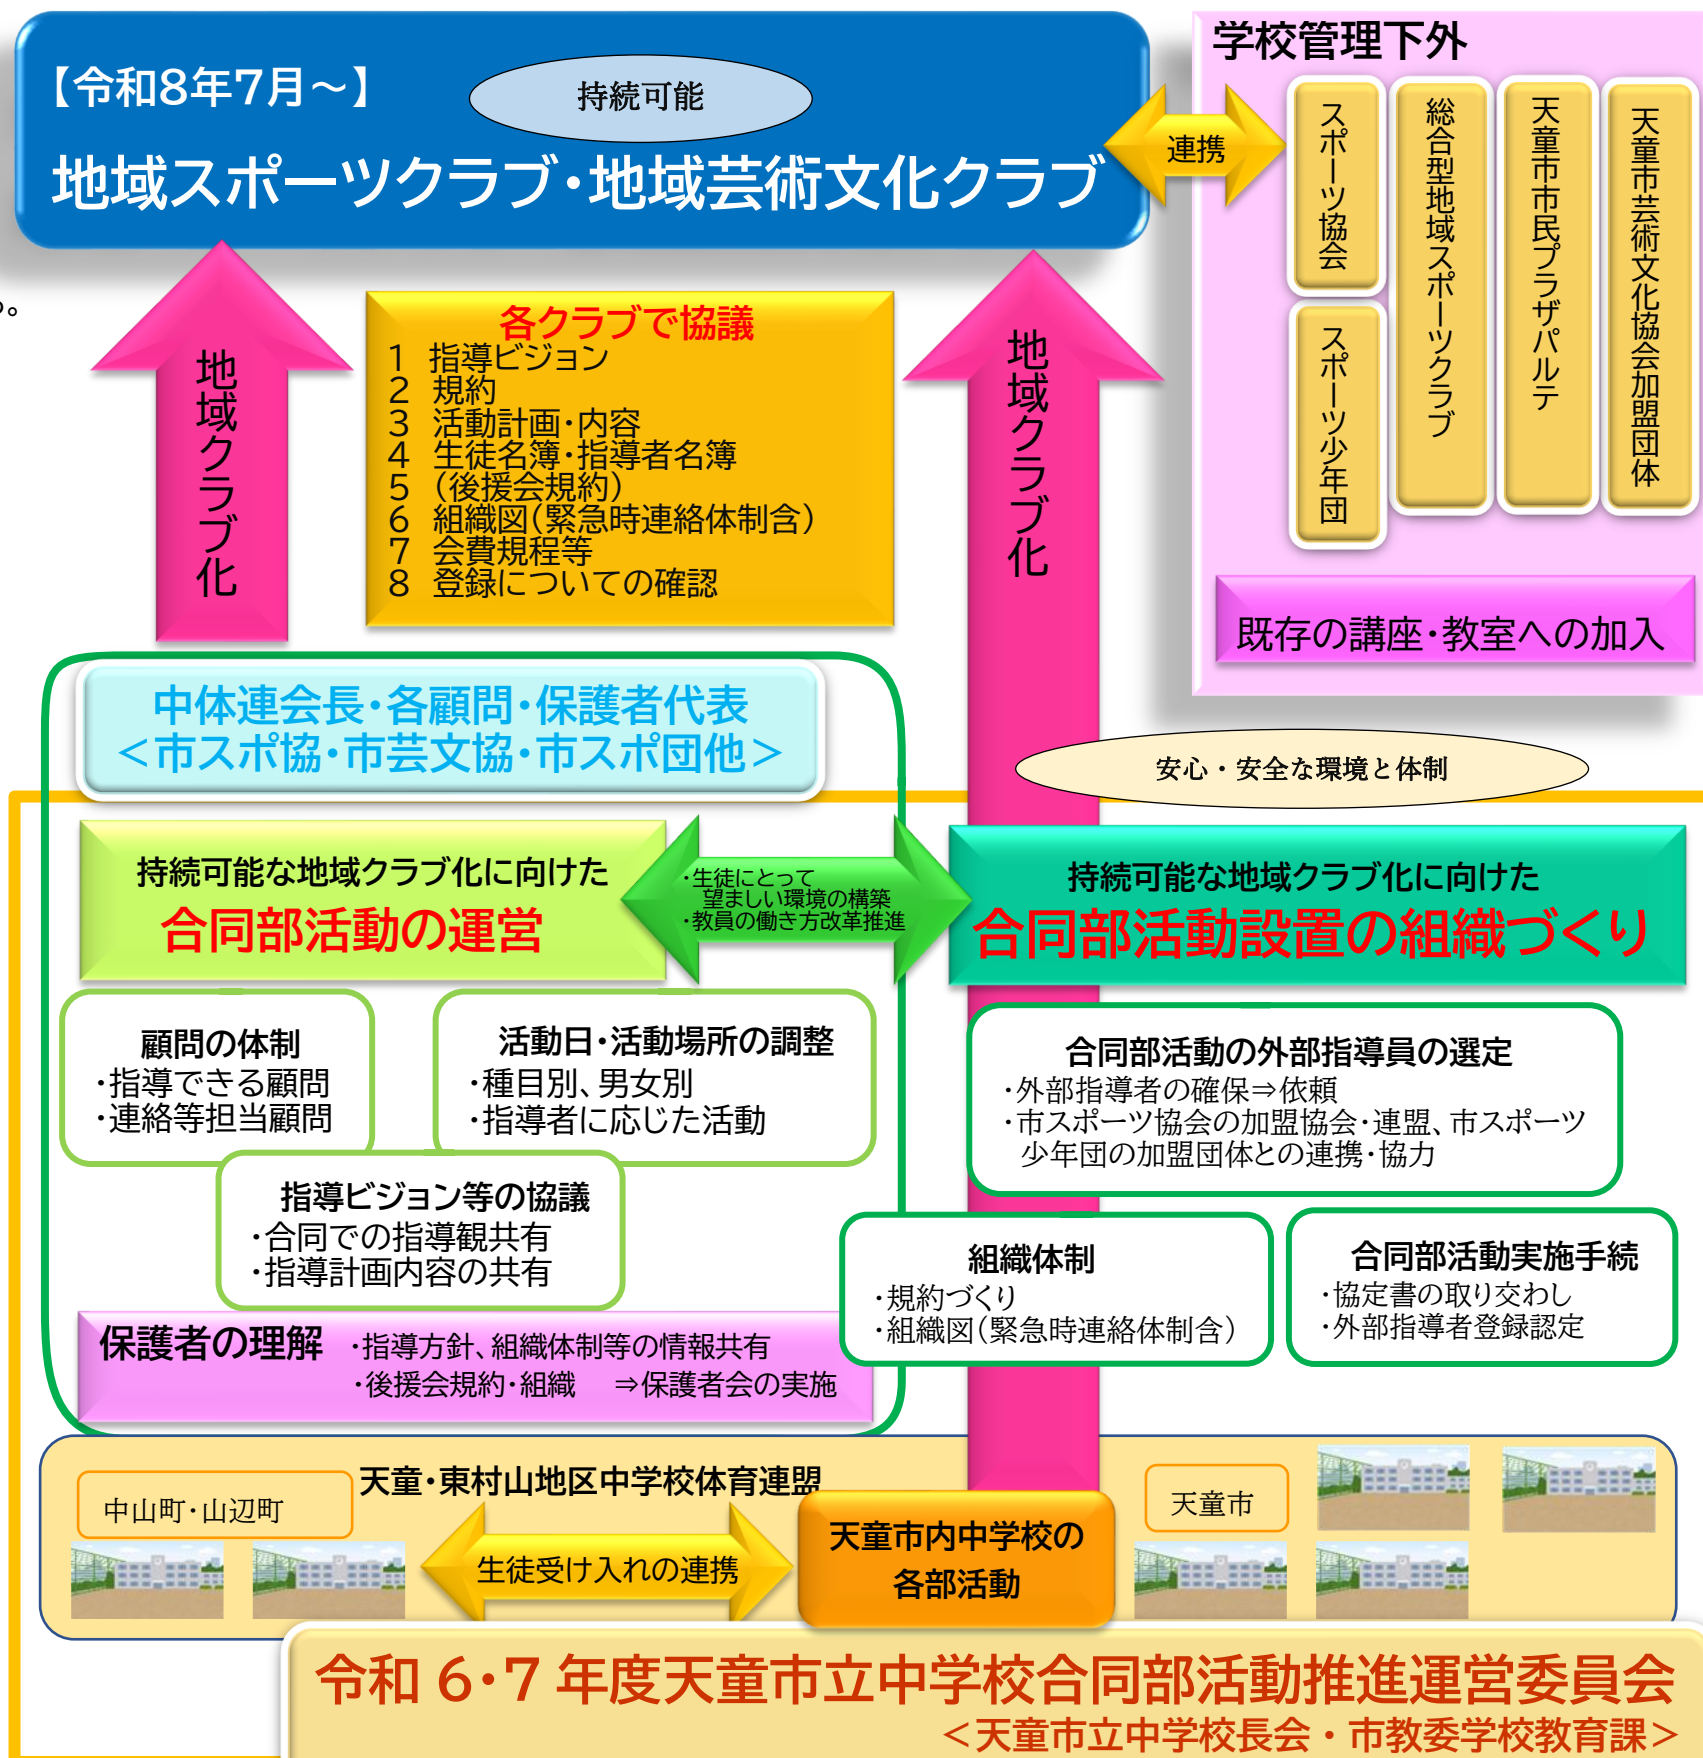 【令和8年7月～】
持続可能
地域スポーツクラブ・地域芸術文化クラブ
連携
学校管理下外
スポーツ協会
スポーツ少年団
総合型地域スポーツクラブ
天童市市民プラザパルテ
天童市芸術文化協会加盟団体
既存の講座・教室への加入
。
地域クラブ化
各クラブで協議
1 指導ビジョン
2 規約
3 活動計画・内容
4 生徒名簿・指導者名簿
5 （後援会規約）
6 組織図（緊急時連絡体制含）
7 会費規程等
8 登録についての確認
地域クラブ化
中体連会長・各顧問・保護者代表
＜市スポ協・市芸文協・市スポ団他＞
安心・安全な環境と体制
持続可能な地域クラブ化に向けた
合同部活動の運営
・生徒にとって
望ましい環境の構築
・教員の働き方改革推進
持続可能な地域クラブ化に向けた
合同部活動設置の組織づくり
顧問の体制
・指導できる顧問
・連絡等担当顧問
活動日・活動場所の調整
・種目別、男女別
・指導者に応じた活動
指導ビジョン等の協議
・合同での指導観共有
・指導計画内容の共有
合同部活動の外部指導員の選定
・外部指導者の確保⇒依頼
・市スポーツ協会の加盟協会・連盟、市スポーツ
少年団の加盟団体との連携・協力
組織体制
・規約づくり
・組織図（緊急時連絡体制含）
合同部活動実施手続
・協定書の取り交わし
・外部指導者登録認定
保護者の理解 ・指導方針、組織体制等の情報共有
・後援会規約・組織 ⇒保護者会の実施
天童・東村山地区中学校体育連盟
中山町・山辺町
生徒受け入れの連携
天童市内中学校の
各部活動
天童市
令和 6・7 年度天童市立中学校合同部活動推進運営委員会
＜天童市立中学校長会・市教委学校教育課＞